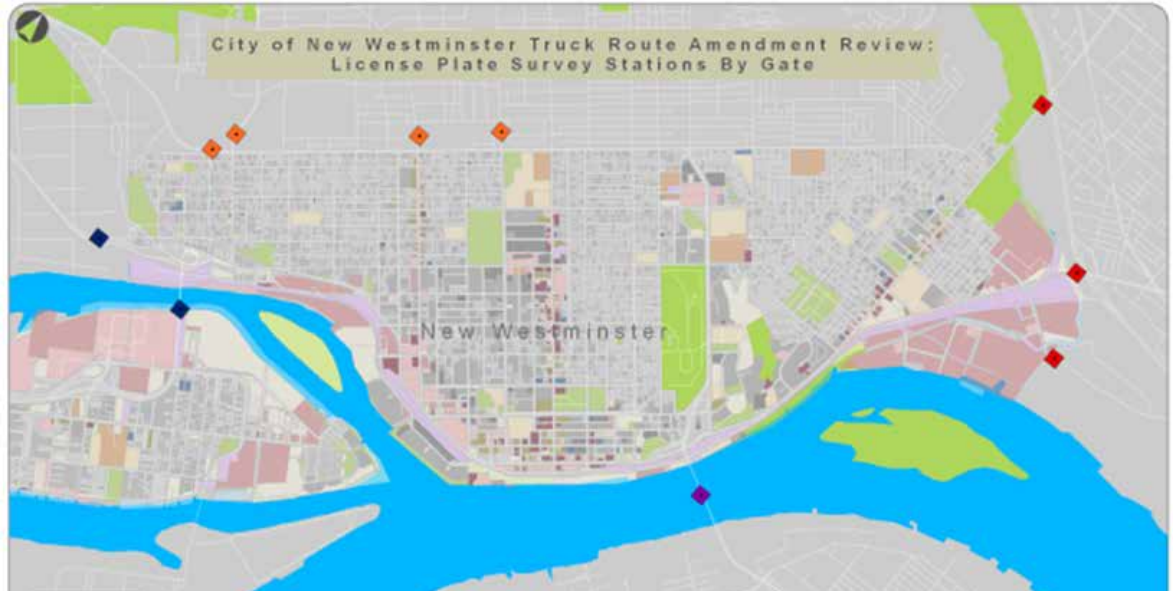 City of New Westminster Truck Route Amendment Review:
License Plate Survey Stations By Gate
New Westminster